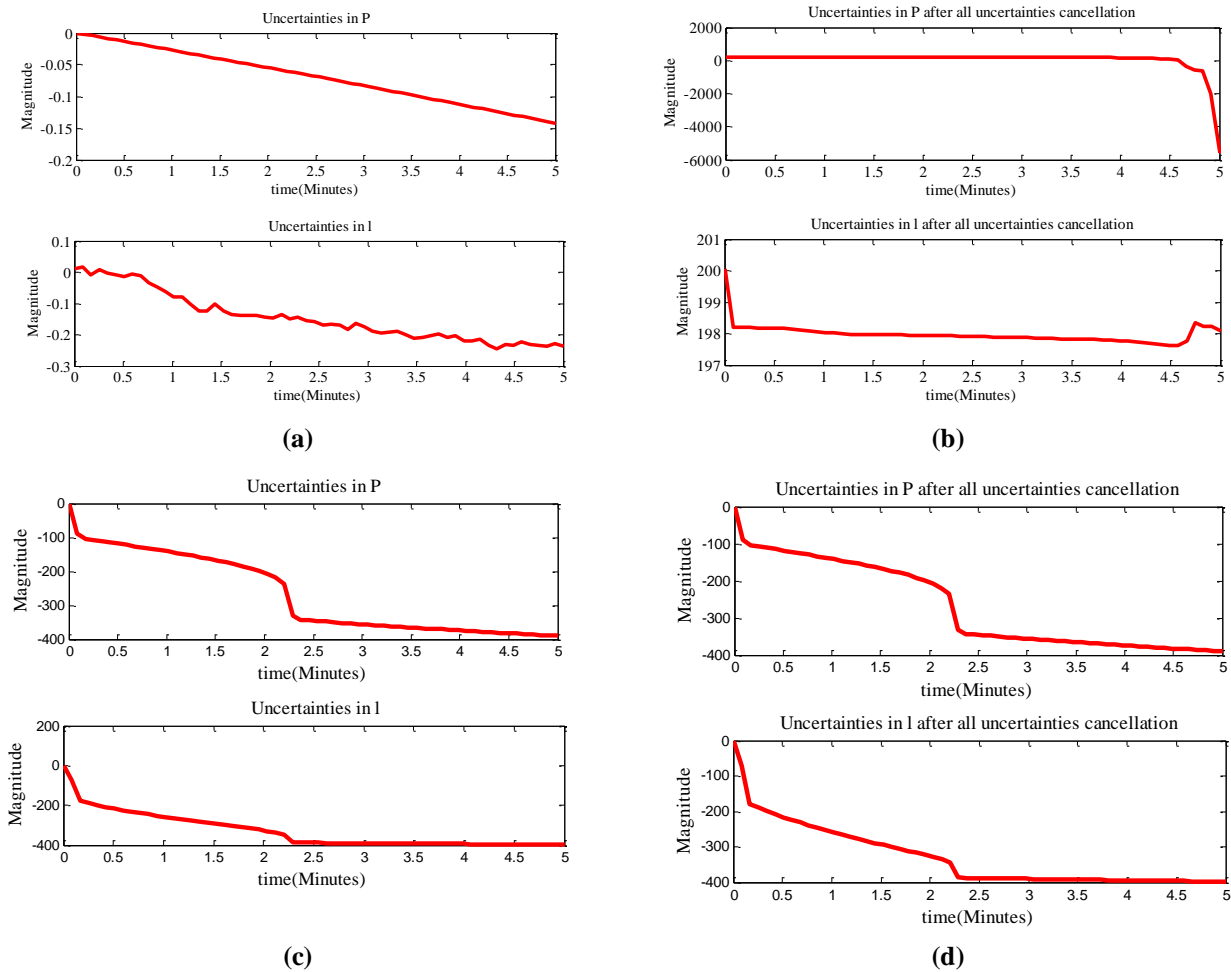 Uncertainties in P
0
-0.05
-0.1
-0.15
-0.2
Magnitude
0 0.5 1 1.5 2 2.5 3 3.5 4 4.5 5
time(Minutes)
Uncertainties in l
0.1
0
-0.1
-0.2
-0.3
Magnitude
0 0.5 1 1.5 2 2.5 3 3.5 4 4.5 5
time(Minutes)
(a)
Uncertainties in P after all uncertainties cancellation
2000
0
-2000
-4000
-6000
Magnitude
0 0.5 1 1.5 2 2.5 3 3.5 4 4.5 5
time(Minutes)
Uncertainties in l after all uncertainties cancellation
201
200
199
198
197
Magnitude
0 0.5 1 1.5 2 2.5 3 3.5 4 4.5 5
time(Minutes)
(b)
Uncertainties in P
0
-100
-200
-300
-400
Magnitude
0 0.5 1 1.5 2 2.5 3 3.5 4 4.5 5
time(Minutes)
Uncertainties in l
200
0
-200
-400
Magnitude
0 0.5 1 1.5 2 2.5 3 3.5 4 4.5 5
time(Minutes)
(c)
Uncertainties in P after all uncertainties cancellation
0
-100
-200
-300
-400
Magnitude
0 0.5 1 1.5 2 2.5 3 3.5 4 4.5 5
time(Minutes)
Uncertainties in l after all uncertainties cancellation
0
-100
-200
-300
-400
Magnitude
0 0.5 1 1.5 2 2.5 3 3.5 4 4.5 5
time(Minutes)
(d)